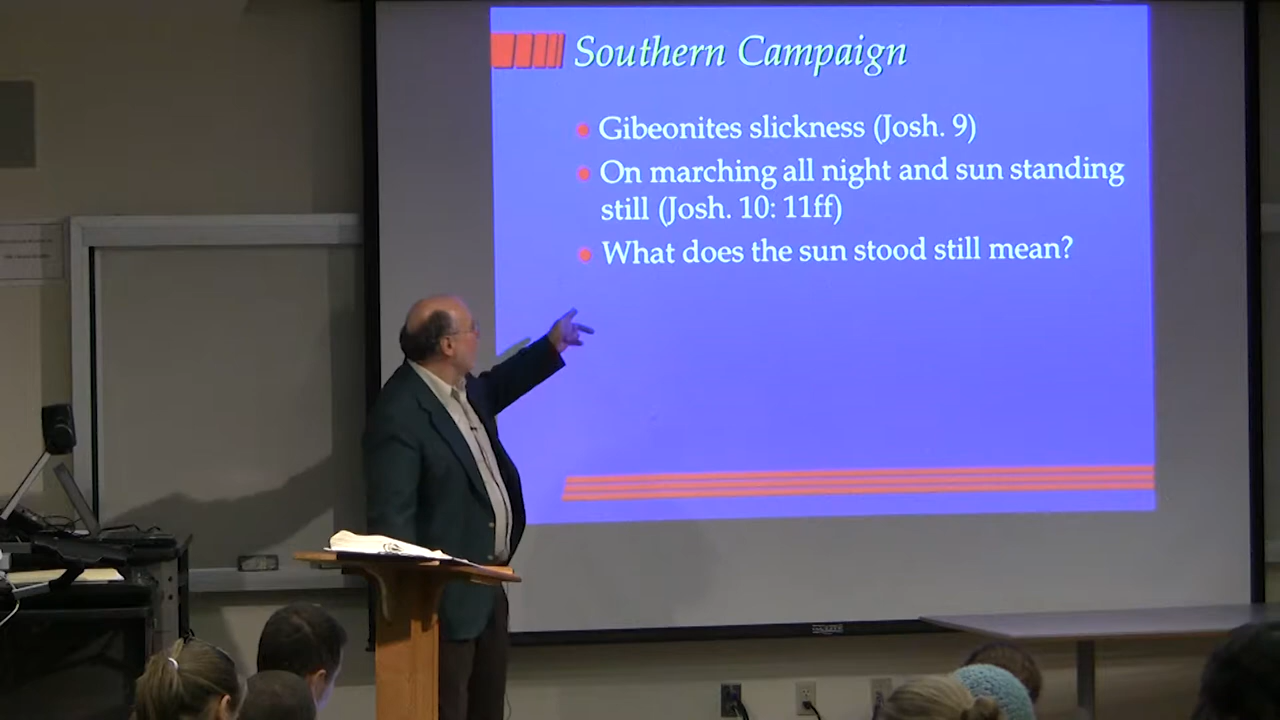 Southern Campaign
Gibeonites slickness (Josh. 9)
On marching all night and sun standing
still (Josh. 10: 11ff)
What does the sun stood still mean?